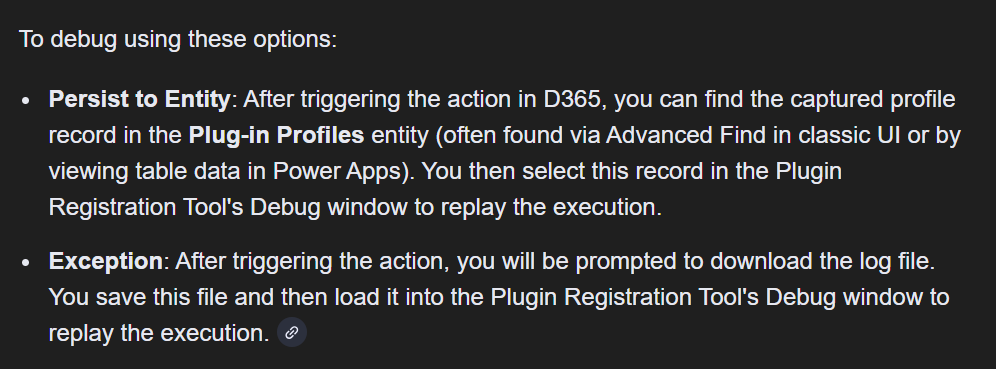 To debug using these options:
• Persist to Entity: After triggering the action in D365, you can find the captured profile
record in the Plug-in Profiles entity (often found via Advanced Find in classic UI or by
viewing table data in Power Apps). You then select this record in the Plugin
Registration Tool's Debug window to replay the execution.
• Exception: After triggering the action, you will be prompted to download the log file.
You save this file and then load it into the Plugin Registration Tool's Debug window to
replay the execution.